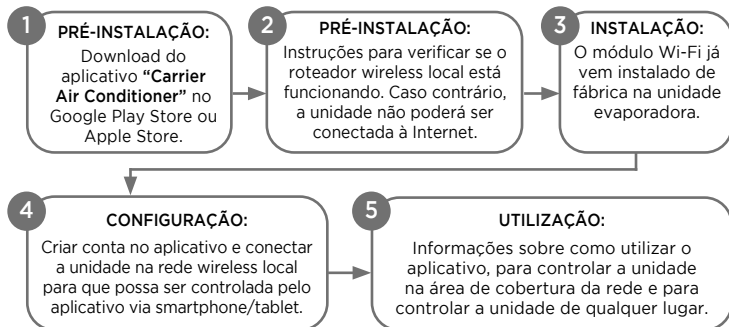 1
PRÉ-INSTALAÇÃO:
Download do
aplicativo “Carrier
Air Conditioner” no
Google Play Store ou
Apple Store.
2
PRÉ-INSTALAÇÃO:
Instruções para verificar se o
roteador wireless local está
funcionando. Caso contrário,
a unidade não poderá ser
conectada à Internet.
3
INSTALAÇÃO:
O módulo Wi-Fi já
vem instalado de
fábrica na unidade
evaporadora.
4
CONFIGURAÇÃO:
Criar conta no aplicativo e conectar
a unidade na rede wireless local
para que possa ser controlada pelo
aplicativo via smartphone/tablet.
5
UTILIZAÇÃO:
Informações sobre como utilizar o
aplicativo, para controlar a unidade
na área de cobertura da rede e para
controlar a unidade de qualquer lugar.